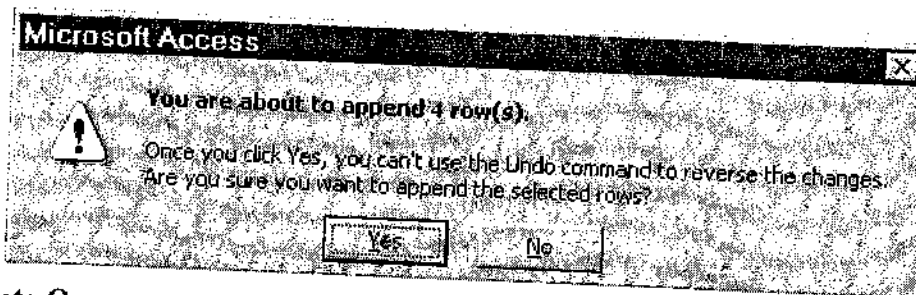 Microsoft Access
You are about to append 4 row(s).
Once you click Yes, you can't use the Undo command to reverse the changes.
Are you sure you want to append the selected rows?
Yes
No